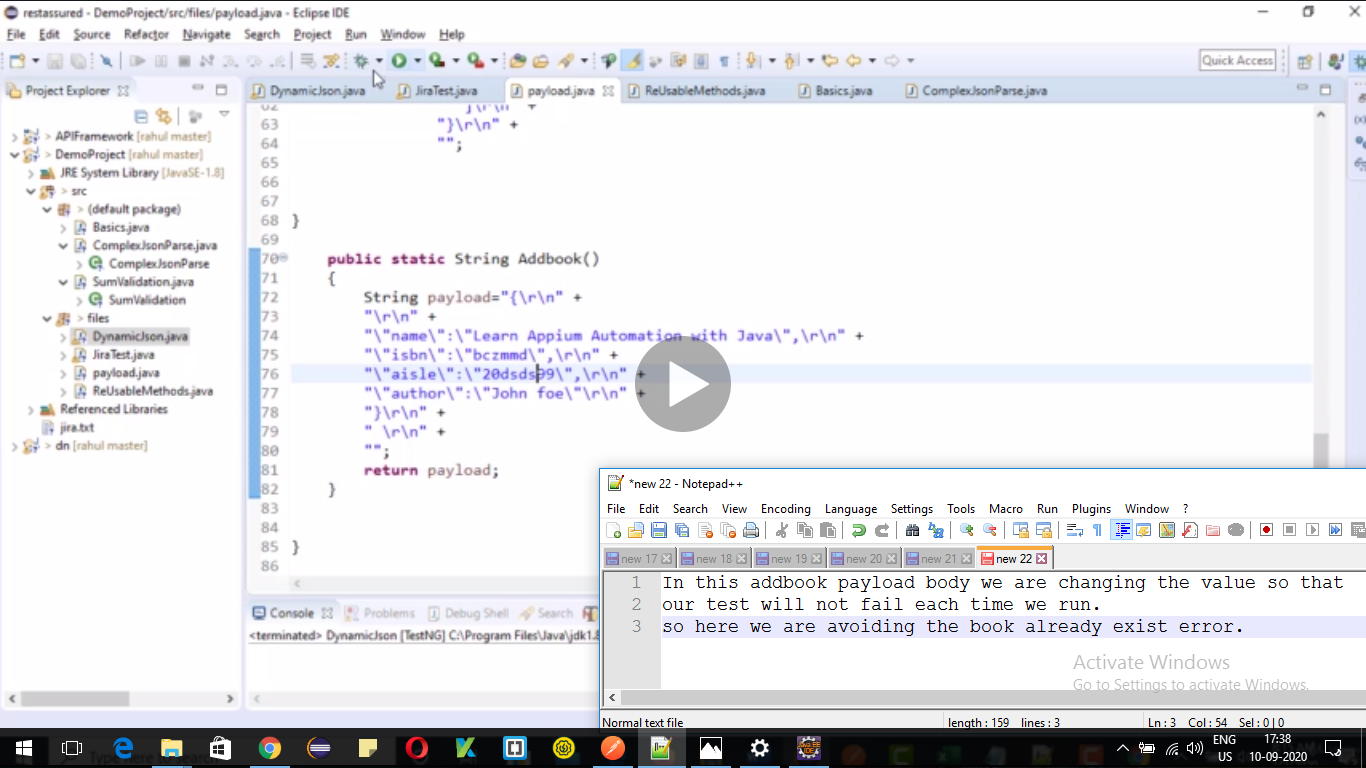 restassured - DemoProject/src/files/payload.java - Eclipse IDE
File Edit Source Refactor Navigate Search Project Run Window Help
Quick Access
Project Explorer
DynamicJson.java JiraTest.java payload.java ReUsableMethods.java Basics.java ComplexJsonParse.java
> APIFramework [rahul master]
> DemoProject [rahul master]
JRE System Library [JavaSE-1.8]
> src
> (default package)
> Basics.java
> ComplexJsonParse.java
> ComplexJsonParse
> SumValidation.java
> SumValidation
> files
> DynamicJson.java
> JiraTest.java
> payload.java
> ReUsableMethods.java
Referenced Libraries
jira.txt
> dn [rahul master]
62 "}\r\n" +
63 "}\r\n" +
64 "";
65
66
67
68 }
69
70 public static String Addbook()
71 {
72 String payload="{\r\n" +
73 "\r\n" +
74 "\"name\":\"Learn Appium Automation with Java\",\r\n" +
75 "\"isbn\":\"bczmmd\",\r\n" +
76 "\"aisle\":\"20dsds99\",\r\n" +
77 "\"author\":\"John foe\"\r\n" +
78 "}\r\n" +
79 " \r\n" +
80 "";
81 return payload;
82 }
83
84
85 }
86
Console Problems Debug Shell Search
<terminated> DynamicJson [TestNG] C:\Program Files\Java\jdk1.8
*new 22 - Notepad++
File Edit Search View Encoding Language Settings Tools Macro Run Plugins Window ?
new 17 new 18 new 19 new 20 new 21 new 22
1 In this addbook payload body we are changing the value so that
2 our test will not fail each time we run.
3 so here we are avoiding the book already exist error.
Activate Windows
Go to Settings to activate Windows.
Normal text file length : 159 lines : 3 Ln : 3 Col : 54 Sel : 0 | 0
ENG
US
17:38
10-09-2020